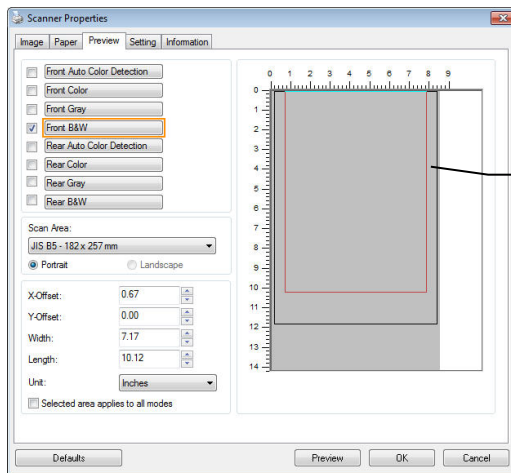 Scanner Properties
Image Paper Preview Setting Information
Front Auto Color Detection
Front Color
Front Gray
Front B&W
Rear Auto Color Detection
Rear Color
Rear Gray
Rear B&W
Scan Area:
JIS B5 - 182 x 257 mm
Portrait Landscape
X-Offset: 0.67
Y-Offset: 0.00
Width: 7.17
Length: 10.12
Unit: Inches
Selected area applies to all modes
0 1 2 3 4 5 6 7 8 9
0
1
2
3
4
5
6
7
8
9
10
11
12
13
14
Defaults Preview OK Cancel